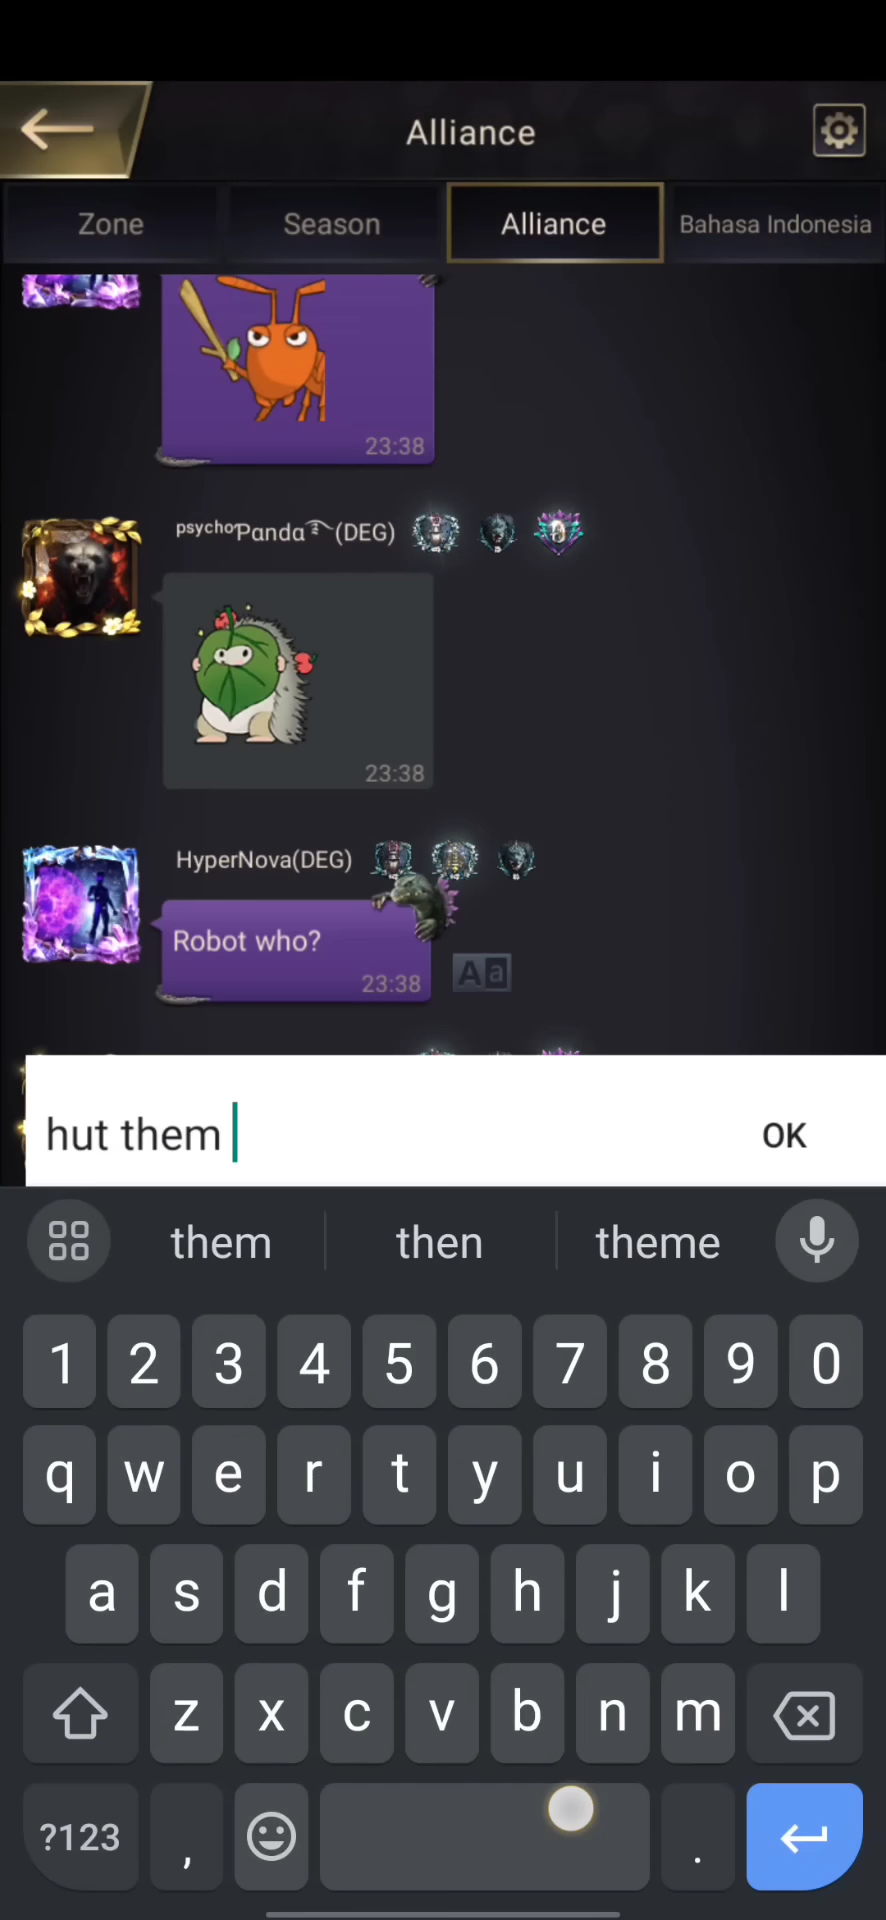 Alliance
Zone
Season
Alliance
Bahasa Indonesia
23:38
psychoPanda (DEG)
23:38
HyperNova(DEG)
Robot who?
23:38
Aa
hut them
OK
them
then
theme
1 2 3 4 5 6 7 8 9 0
q w e r t y u i o p
a s d f g h j k l
z x c v b n m
?123 , .